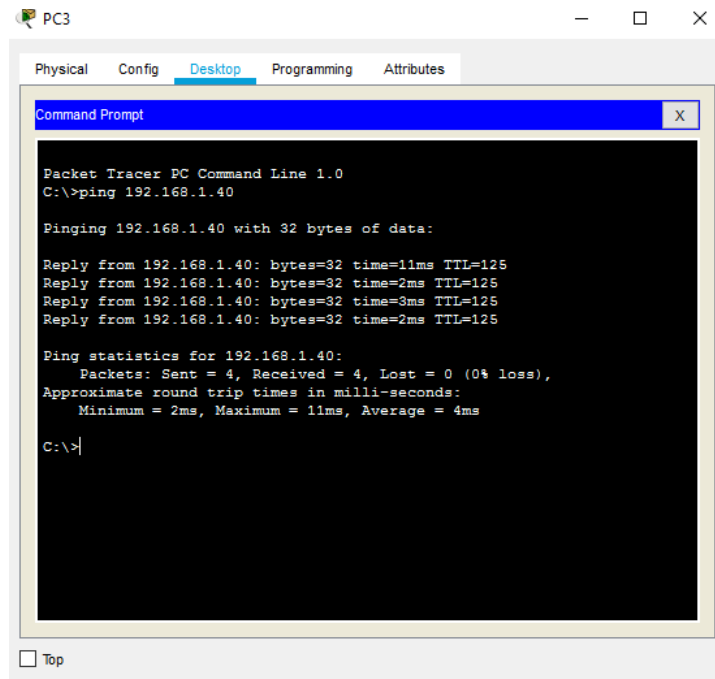 PC3
Physical Config Desktop Programming Attributes
Command Prompt X
Packet Tracer PC Command Line 1.0
C:\>ping 192.168.1.40
Pinging 192.168.1.40 with 32 bytes of data:
Reply from 192.168.1.40: bytes=32 time=11ms TTL=125
Reply from 192.168.1.40: bytes=32 time=2ms TTL=125
Reply from 192.168.1.40: bytes=32 time=3ms TTL=125
Reply from 192.168.1.40: bytes=32 time=2ms TTL=125
Ping statistics for 192.168.1.40:
Packets: Sent = 4, Received = 4, Lost = 0 (0% loss),
Approximate round trip times in milli-seconds:
Minimum = 2ms, Maximum = 11ms, Average = 4ms
C:\>
Top